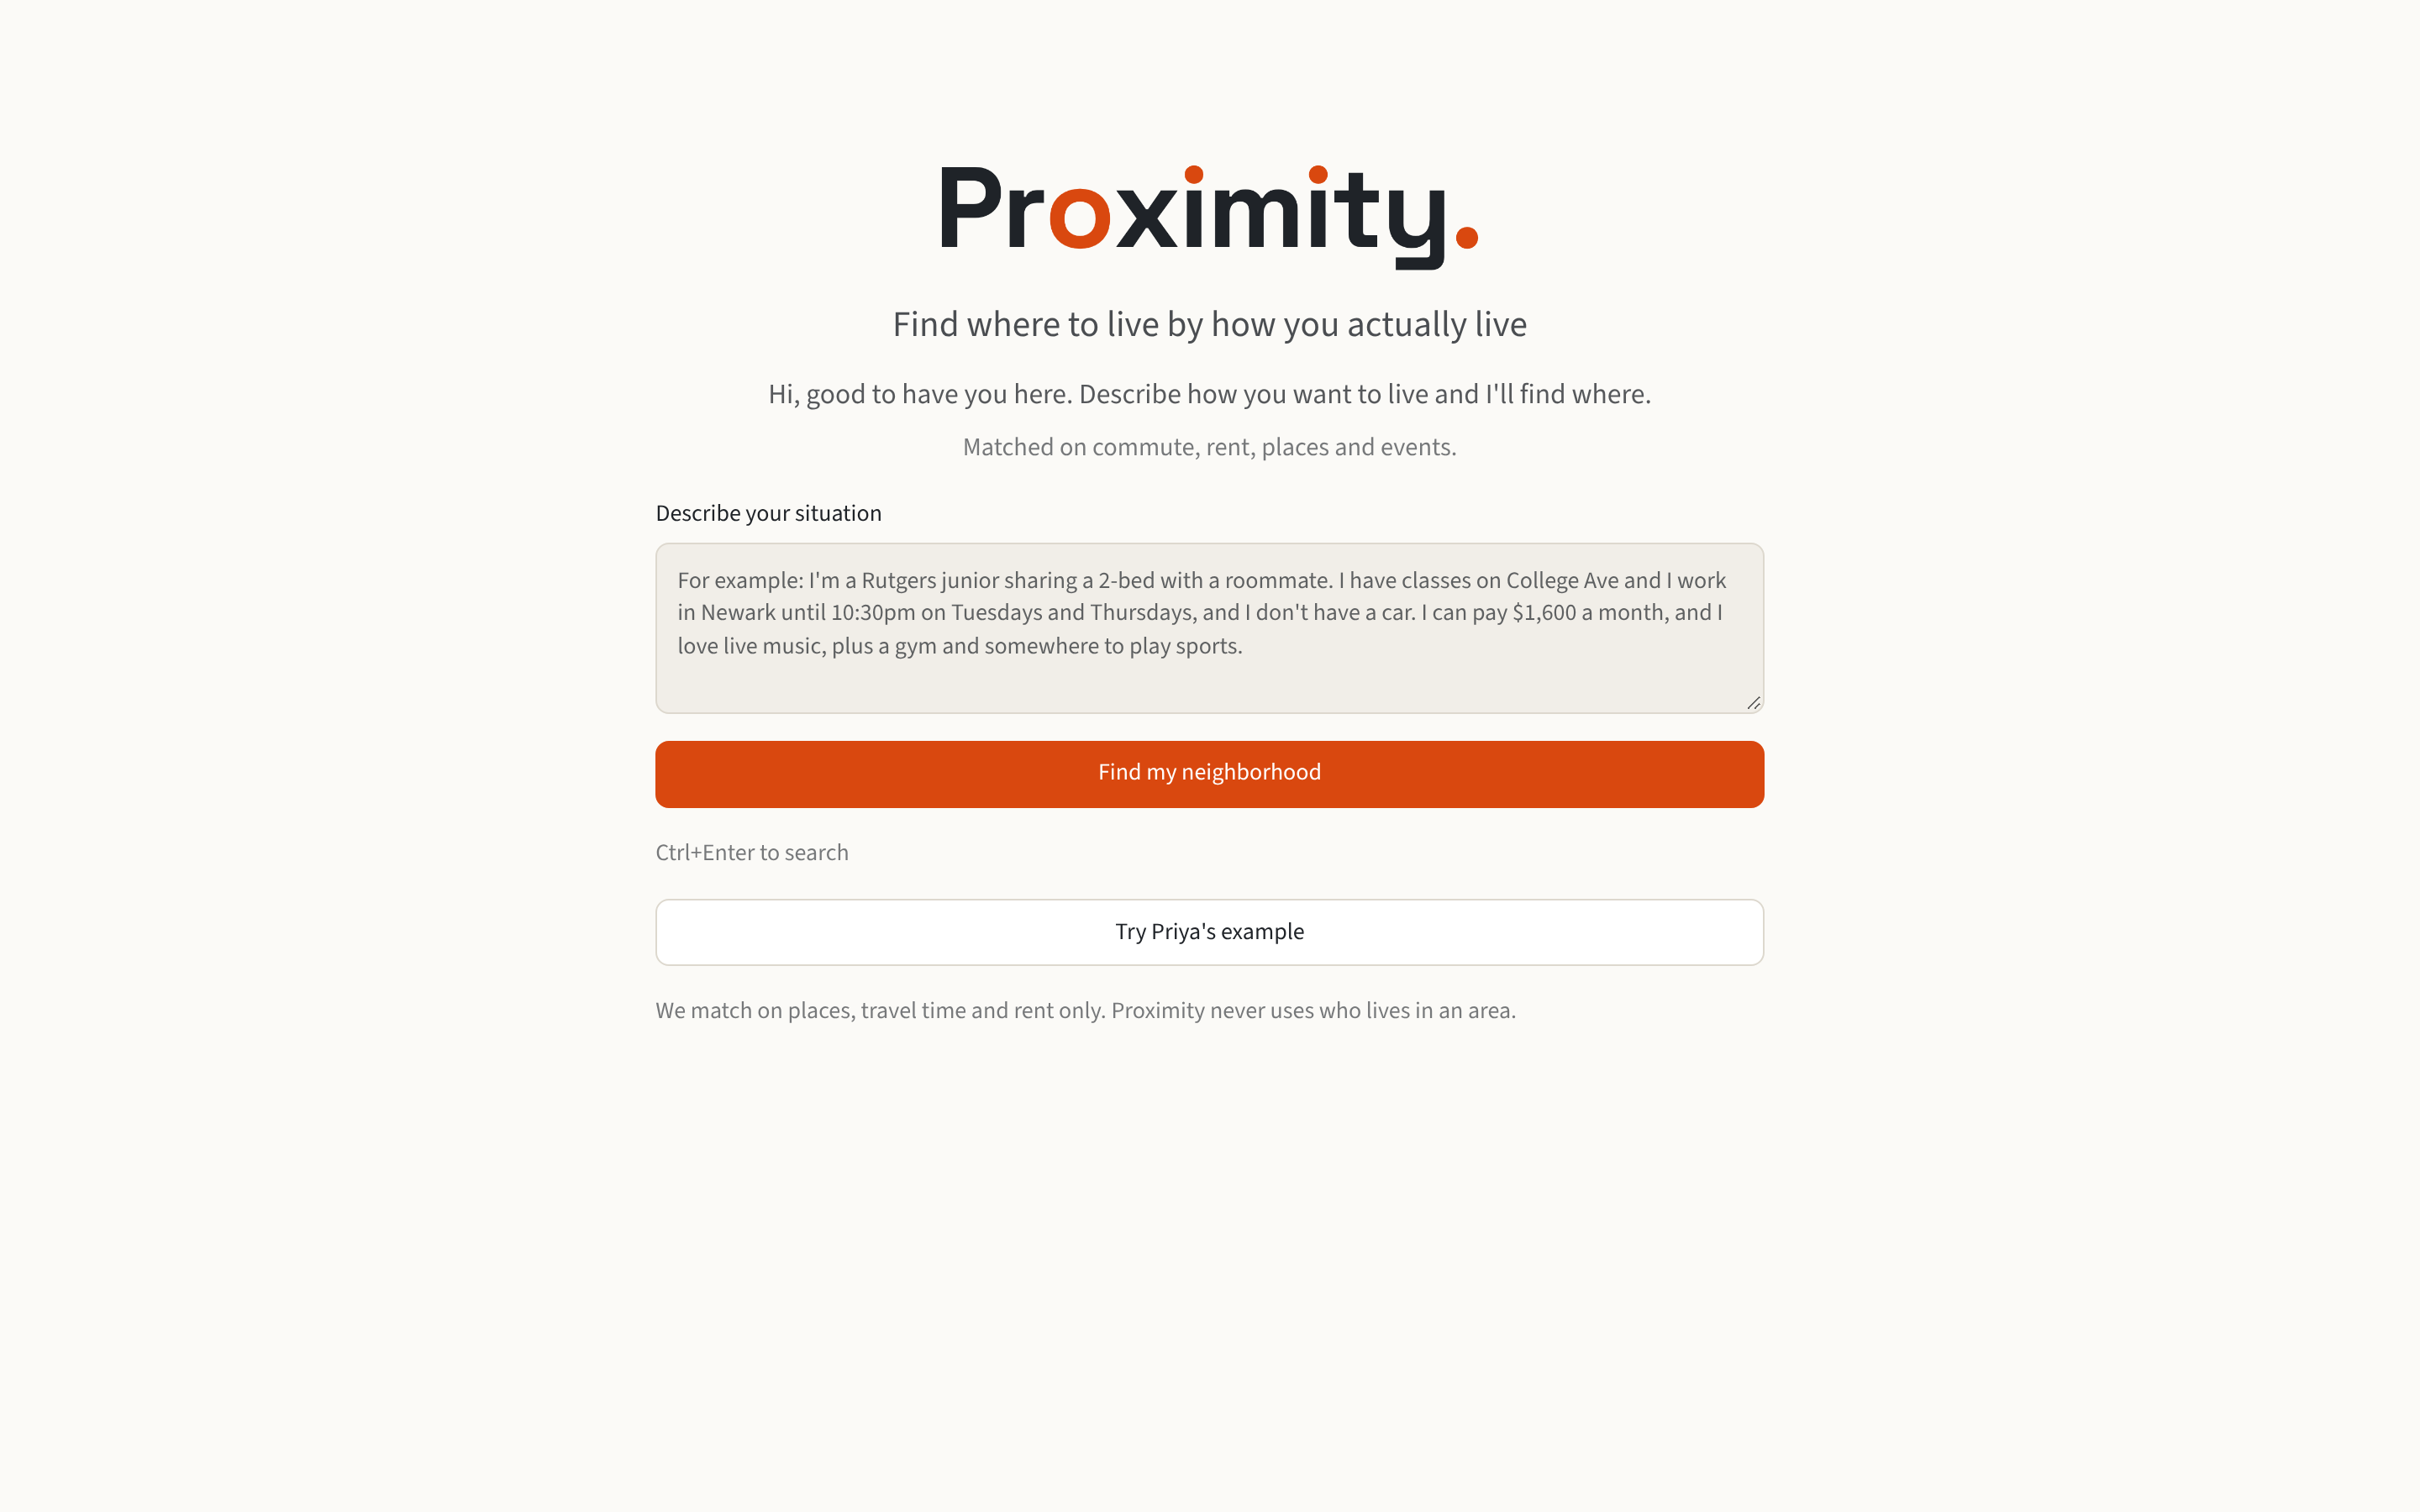 Proximity.
Find where to live by how you actually live
Hi, good to have you here. Describe how you want to live and I'll find where.
Matched on commute, rent, places and events.
Describe your situation
For example: I'm a Rutgers junior sharing a 2-bed with a roommate. I have classes on College Ave and I work
in Newark until 10:30pm on Tuesdays and Thursdays, and I don't have a car. I can pay $1,600 a month, and I
love live music, plus a gym and somewhere to play sports.
Find my neighborhood
Ctrl+Enter to search
Try Priya's example
We match on places, travel time and rent only. Proximity never uses who lives in an area.